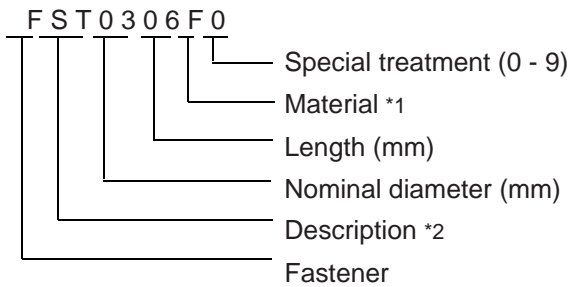 F S T 0 3 0 6 F 0
Special treatment (0 - 9)
Material *1
Length (mm)
Nominal diameter (mm)
Description *2
Fastener